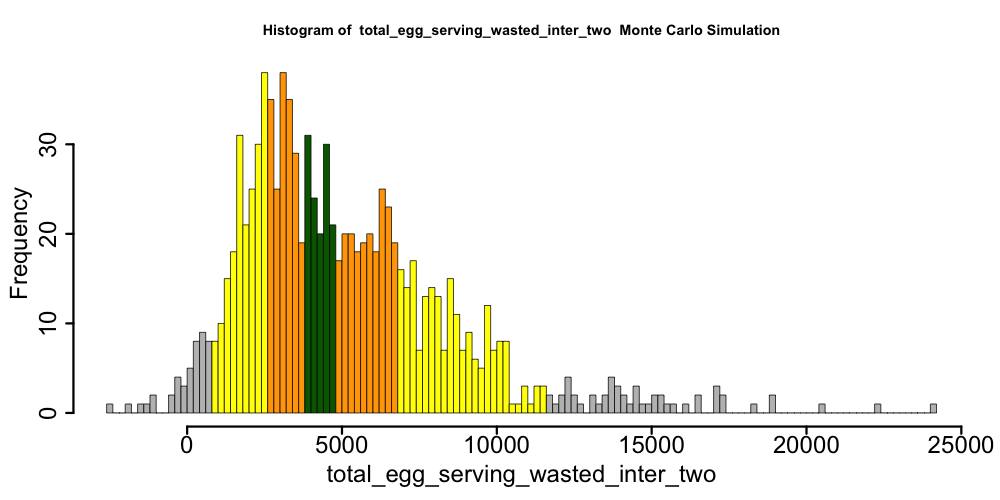 Histogram of  total_egg_serving_wasted_inter_two  Monte Carlo Simulation
Frequency
30
20
10
0
0 5000 10000 15000 20000 25000
total_egg_serving_wasted_inter_two